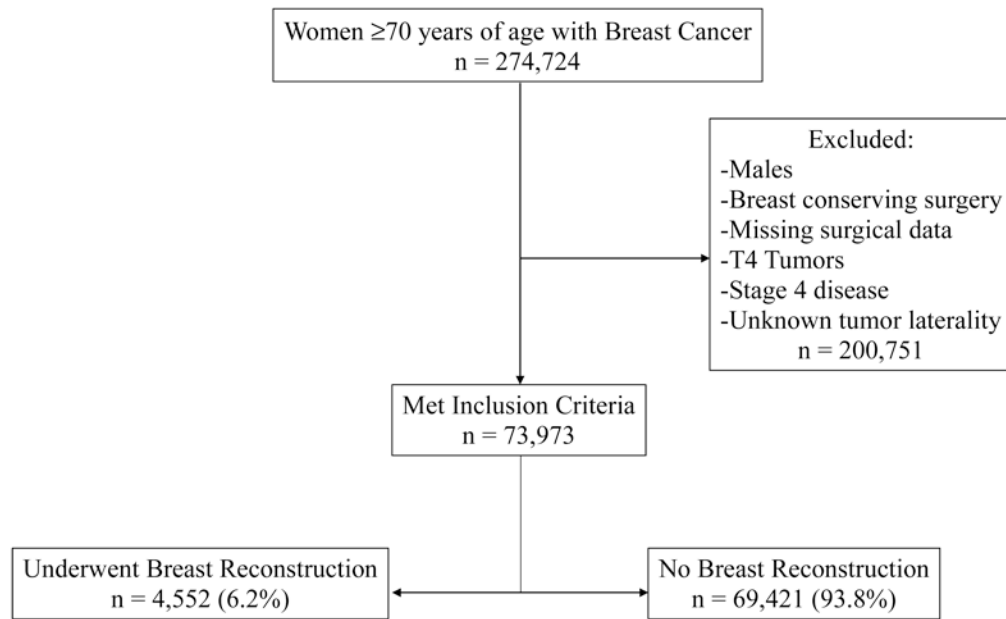 Women ≥70 years of age with Breast Cancer
n = 274,724
Excluded:
-Males
-Breast conserving surgery
-Missing surgical data
-T4 Tumors
-Stage 4 disease
-Unknown tumor laterality
n = 200,751
Met Inclusion Criteria
n = 73,973
Underwent Breast Reconstruction
n = 4,552 (6.2%)
No Breast Reconstruction
n = 69,421 (93.8%)